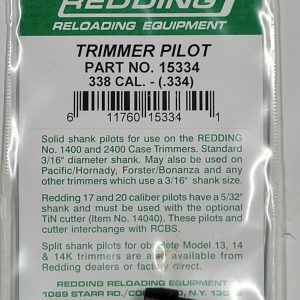 REDDING
RELOADING EQUIPMENT
TRIMMER PILOT
PART NO. 15334
338 CAL. - (.334)
6 11760 15334 1
Solid shank pilots for use on the REDDING
No. 1400 and 2400 Case Trimmers. Standard
3/16" diameter shank. May also be used on
Pacific/Hornady, Forster/Bonanza and any
other trimmers which use a 3/16" shank size.
Redding 17 and 20 caliber pilots have a 5/32"
shank and must be used with the optional
TiN cutter (Item No. 14040). These pilots and
cutter interchange with RCBS.
Split shank pilots for obsolete Model 13, 14
& 14K trimmers are also available from
Redding dealers or factory direct.
REDDING RELOADING EQUIPMENT
1089 STARR RD./ N.Y.